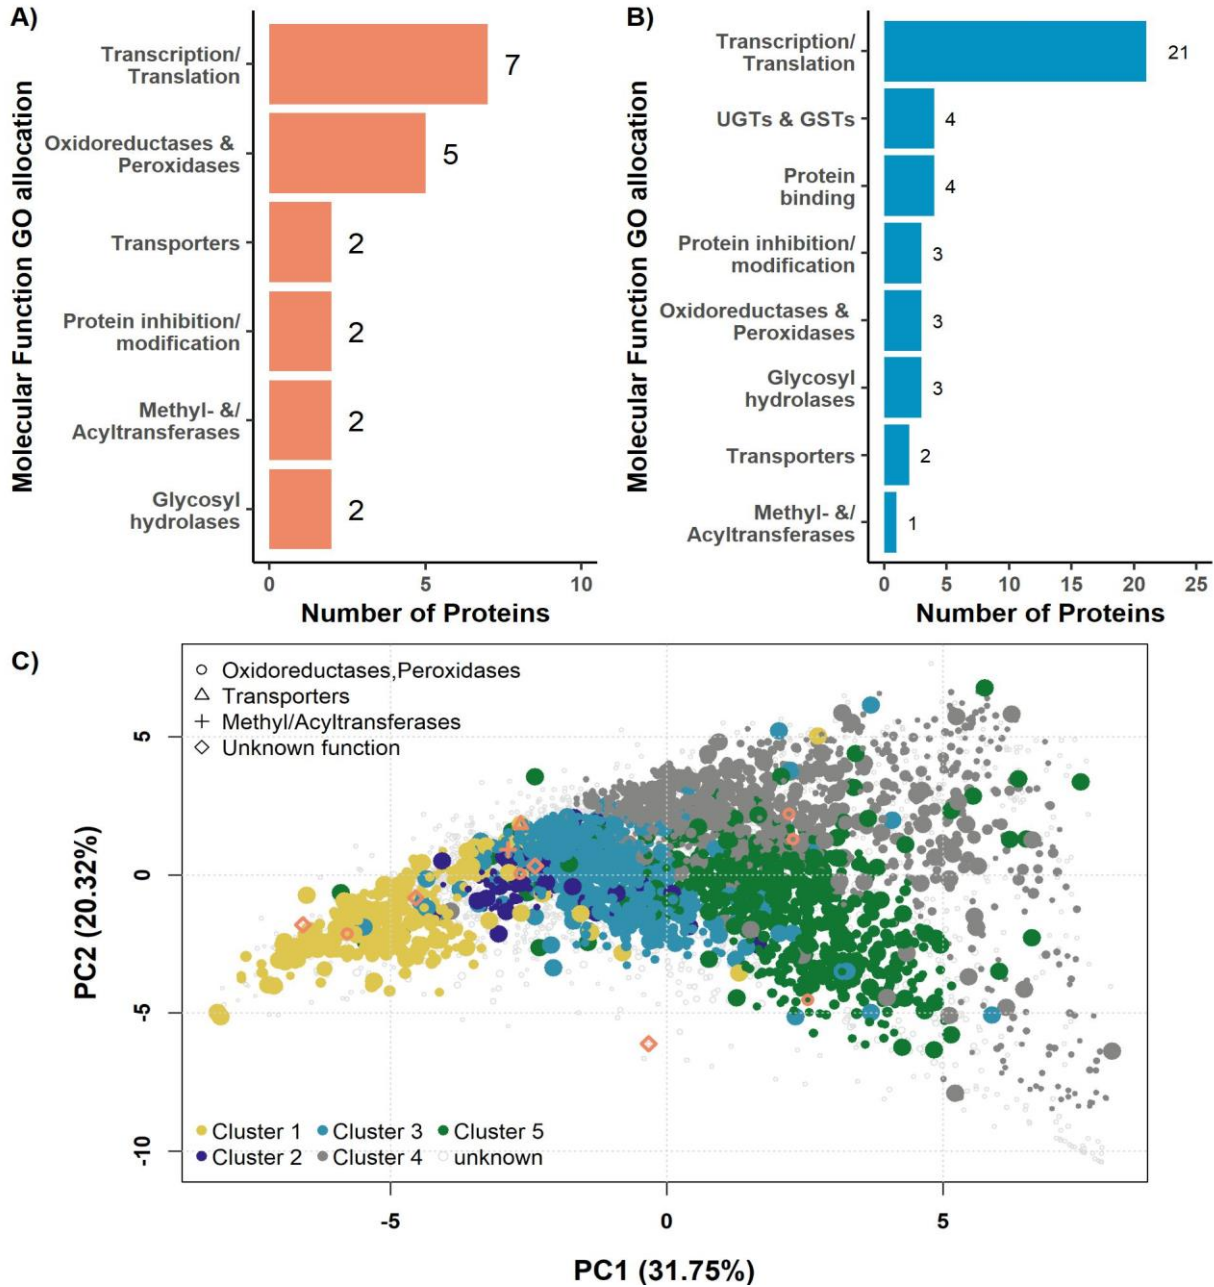 A)
Molecular Function GO allocation
Transcription/
Translation
7
Oxidoreductases &
Peroxidases
5
Transporters
2
Protein inhibition/
modification
2
Methyl- &/
Acyltransferases
2
Glycosyl
hydrolases
2
0
5
10
Number of Proteins
B)
Molecular Function GO allocation
Transcription/
Translation
21
UGTs & GSTs
4
Protein
binding
4
Protein inhibition/
modification
3
Oxidoreductases &
Peroxidases
3
Glycosyl
hydrolases
3
Transporters
2
Methyl- &/
Acyltransferases
1
0
5
10
15
20
25
Number of Proteins
C)
Oxidoreductases,Peroxidases
Transporters
Methyl/Acyltransferases
Unknown function
PC2 (20.32%)
5
0
-5
-10
Cluster 1
Cluster 3
Cluster 5
Cluster 2
Cluster 4
unknown
-5
0
5
PC1 (31.75%)